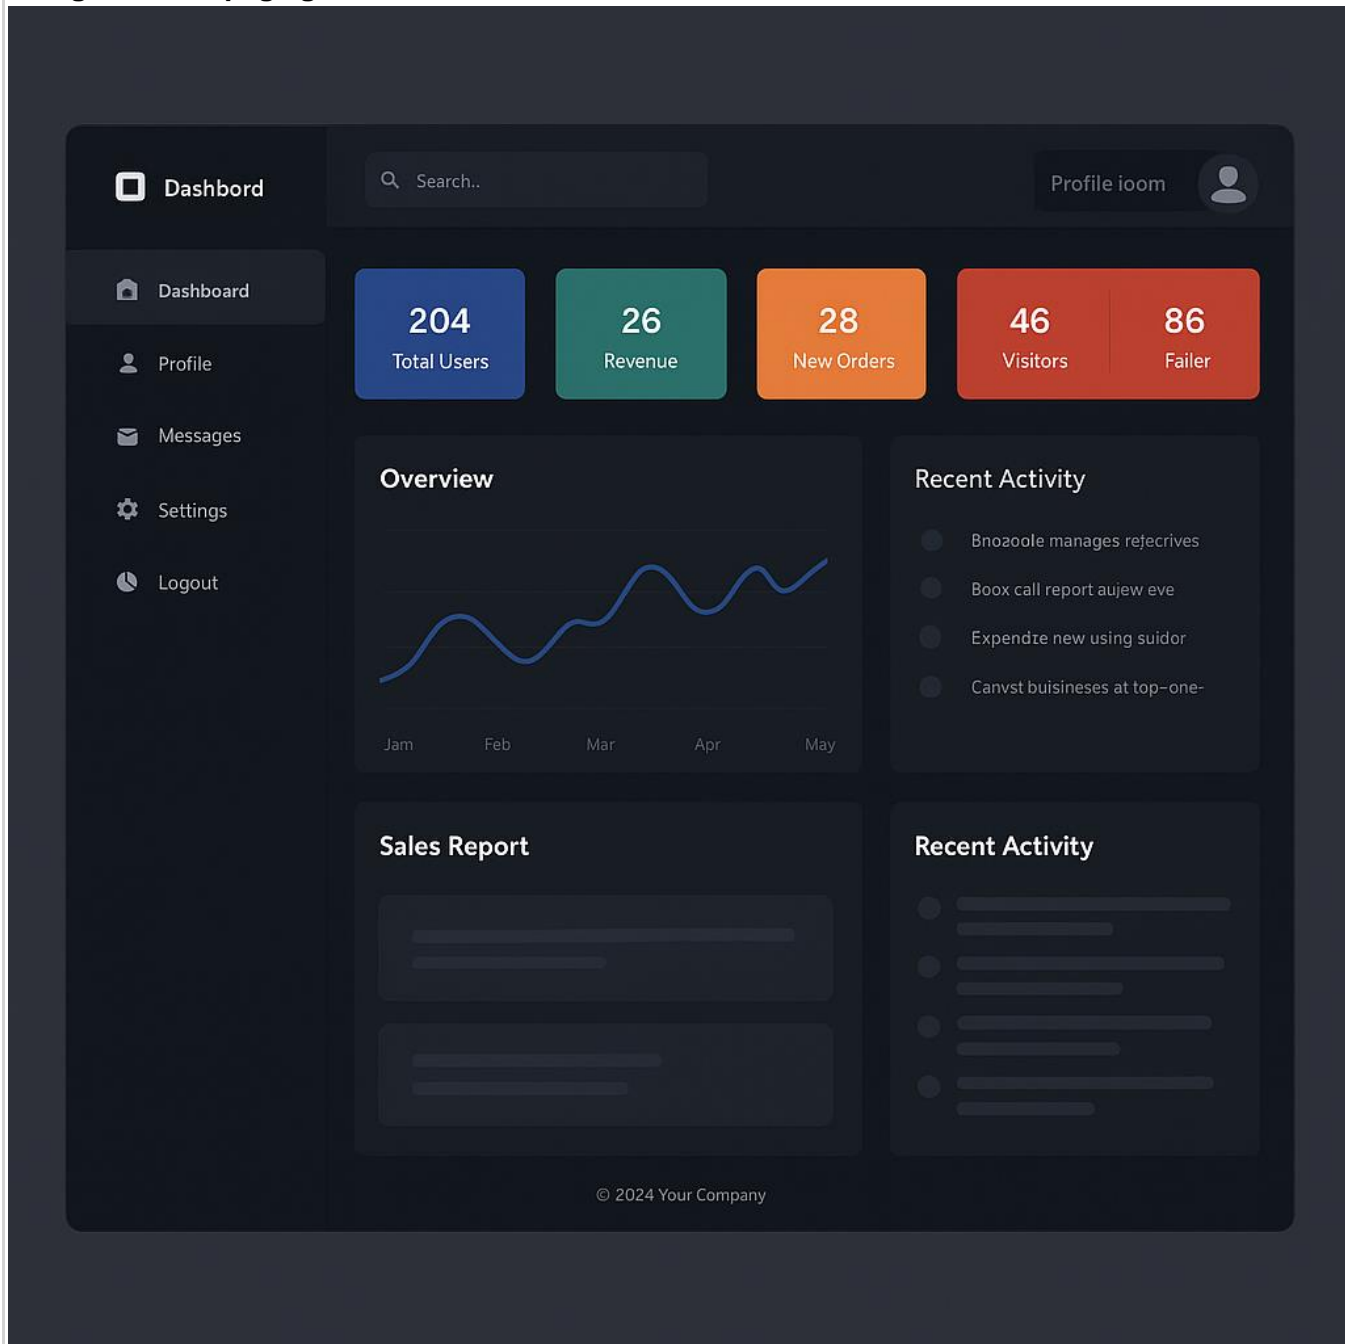 Dashbord
Search..
Profile ioom
Dashboard
Profile
Messages
Settings
Logout
204
Total Users
26
Revenue
28
New Orders
46
Visitors
86
Failer
Overview
Jam Feb Mar Apr May
Recent Activity
Bnozoole manages rejecrives
Boox call report aujew eve
Expendze new using suidor
Canvst buisineses at top-one-
Sales Report
Recent Activity
© 2024 Your Company